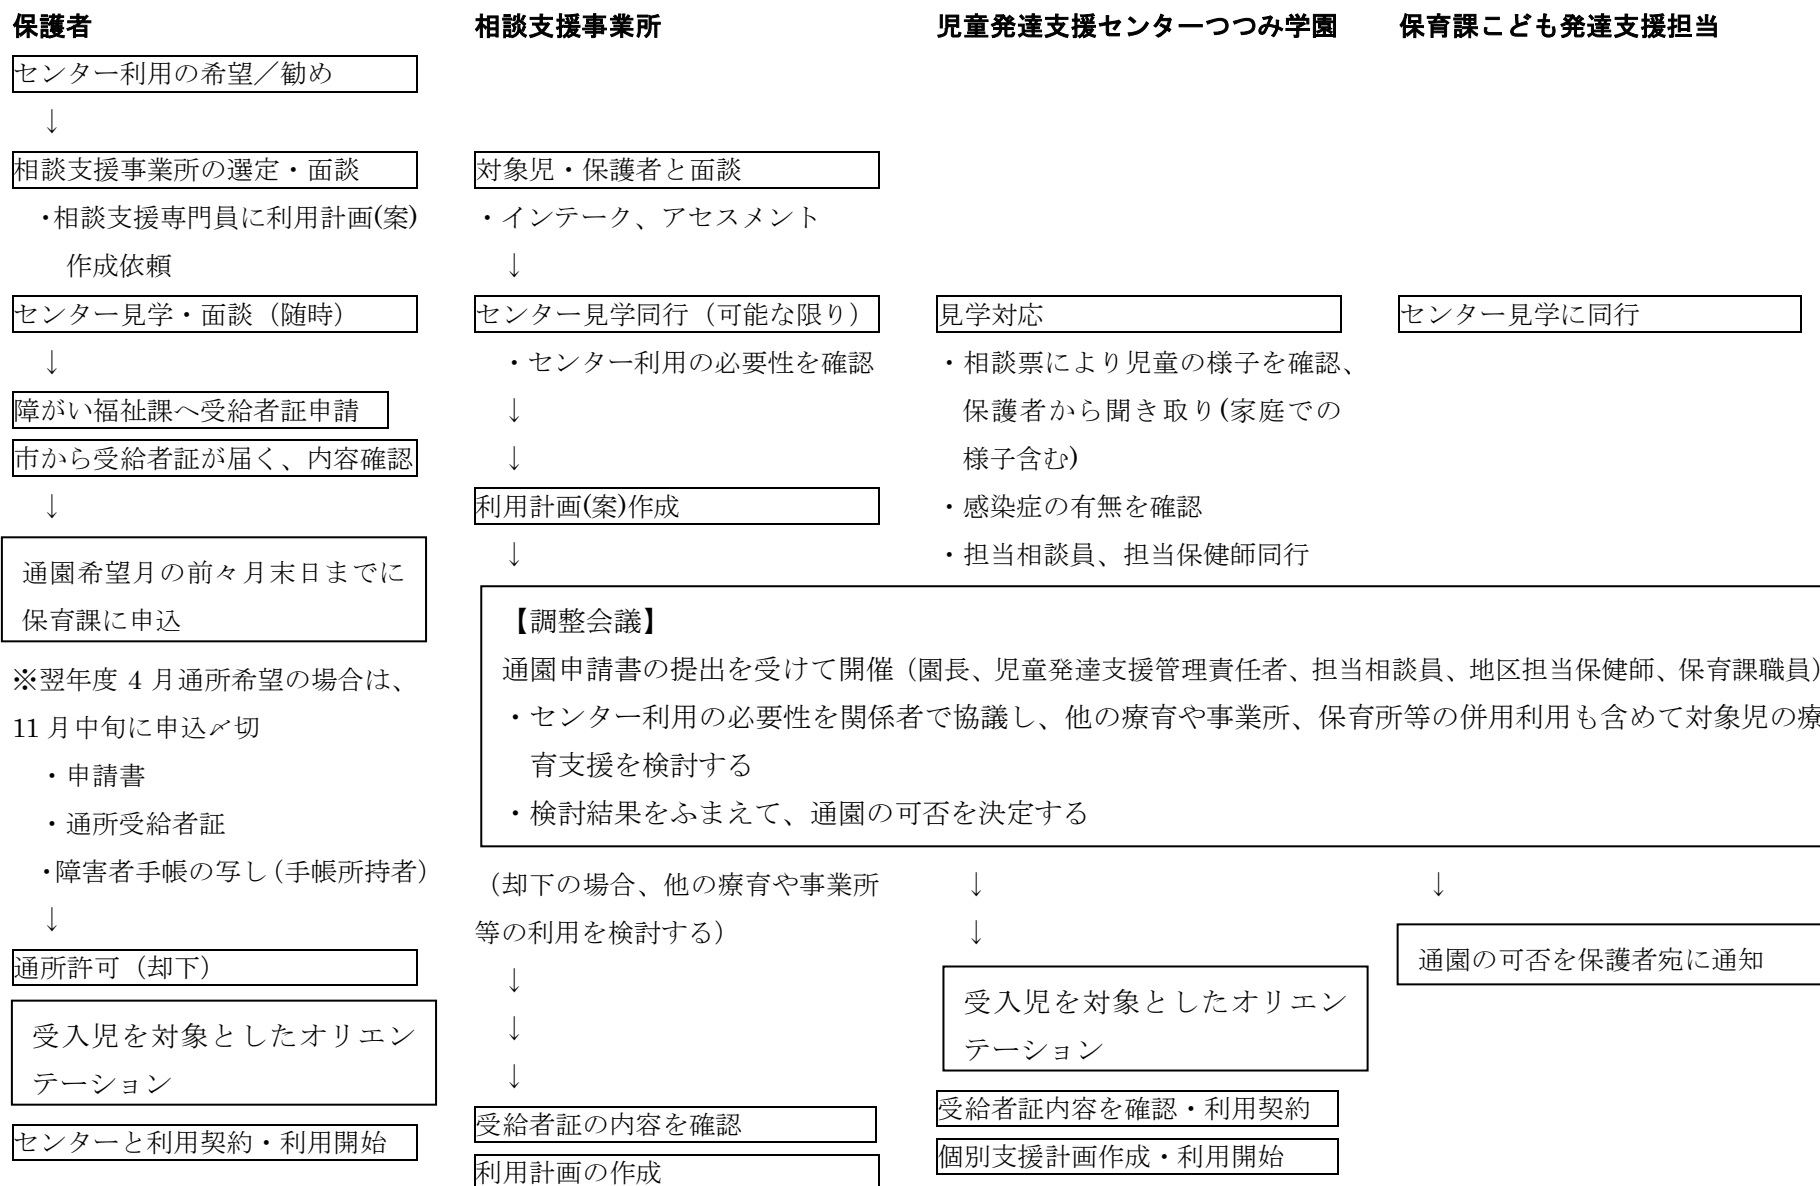 保護者
センター利用の希望／勧め
↓
相談支援事業所の選定・面談
・相談支援専門員に利用計画(案)
作成依頼
センター見学・面談（随時）
↓
障がい福祉課へ受給者証申請
市から受給者証が届く、内容確認
↓
通園希望月の前々月末日までに
保育課に申込
※翌年度 4 月通所希望の場合は、
11 月中旬に申込〆切
・申請書
・通所受給者証
・障害者手帳の写し（手帳所持者）
↓
通所許可（却下）
受入児を対象としたオリエン
テーション
センターと利用契約・利用開始
相談支援事業所
対象児・保護者と面談
・インテーク、アセスメント
↓
センター見学同行（可能な限り）
・センター利用の必要性を確認
↓
↓
利用計画(案)作成
↓
児童発達支援センターつつみ学園
見学対応
・相談票により児童の様子を確認、
保護者から聞き取り(家庭での
様子含む)
・感染症の有無を確認
・担当相談員、担当保健師同行
保育課こども発達支援担当
センター見学に同行
【調整会議】
通園申請書の提出を受けて開催（園長、児童発達支援管理責任者、担当相談員、地区担当保健師、保育課職員）
・センター利用の必要性を関係者で協議し、他の療育や事業所、保育所等の併用利用も含めて対象児の療
育支援を検討する
・検討結果をふまえて、通園の可否を決定する
（却下の場合、他の療育や事業所
等の利用を検討する）
↓
↓
↓
受給者証の内容を確認
利用計画の作成
↓
↓
受入児を対象としたオリエン
テーション
受給者証内容を確認・利用契約
個別支援計画作成・利用開始
↓
通園の可否を保護者宛に通知